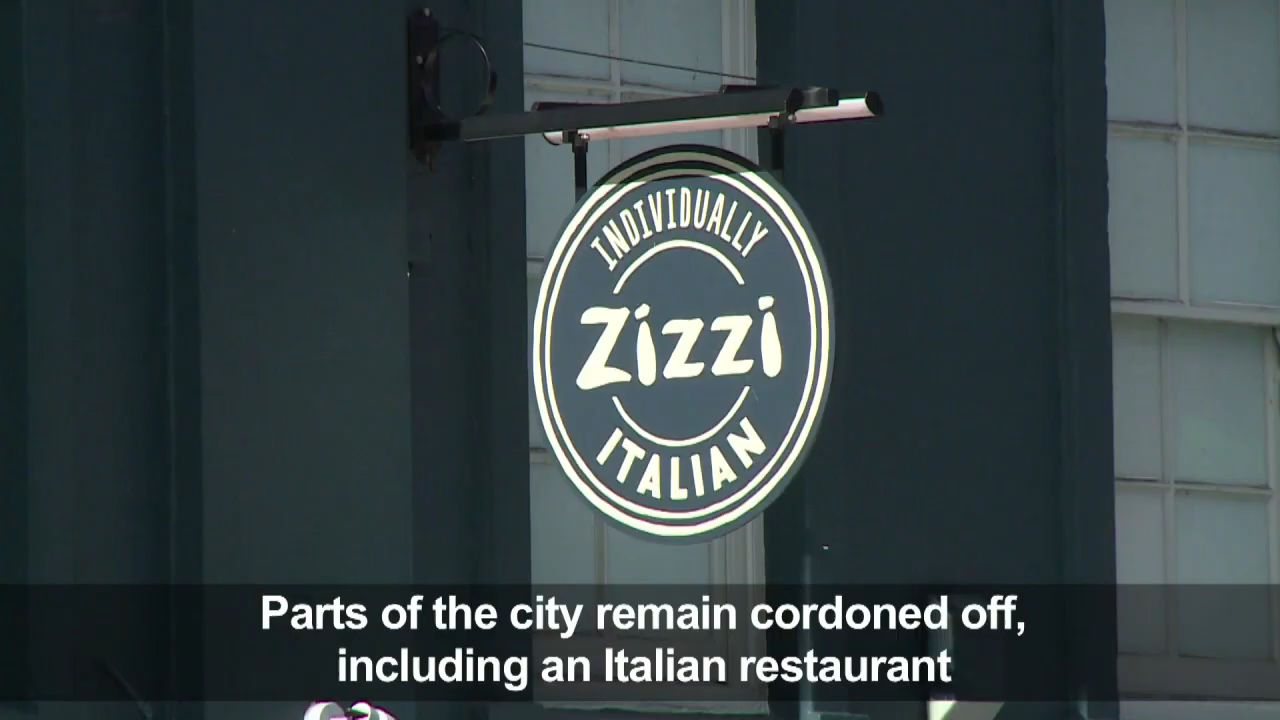 INDIVIDUALLY
Zizzi
ITALIAN
Parts of the city remain cordoned off,
including an Italian restaurant